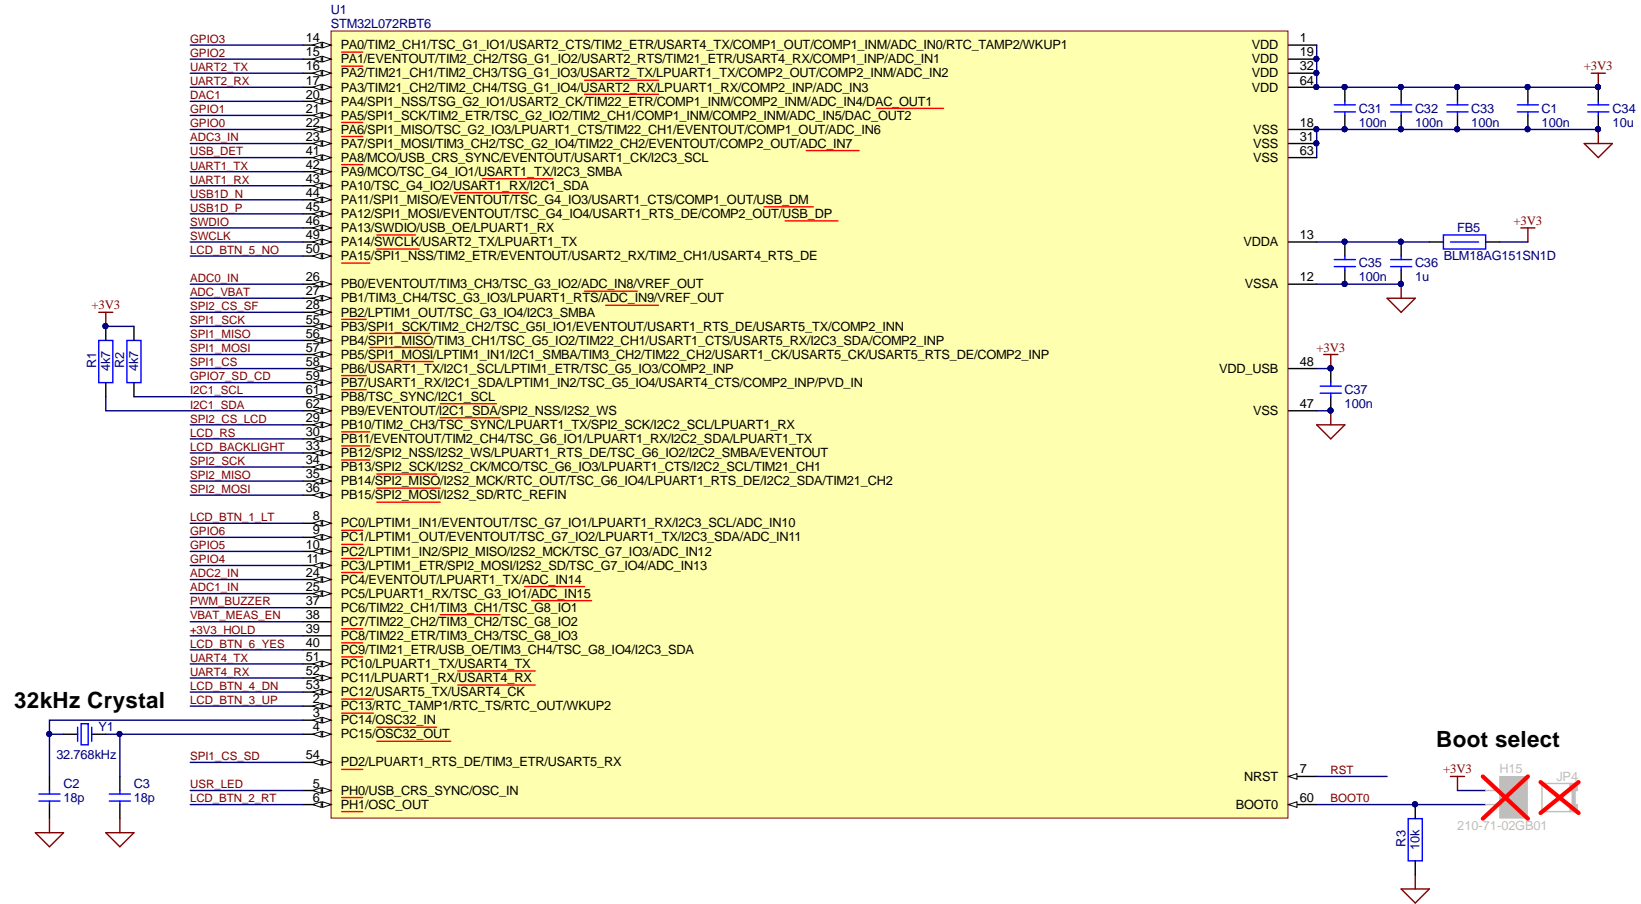 U1
STM32L072RBT6
GPIO3 14 PA0/TIM2_CH1/TSC_G1_IO1/USART2_CTS/TIM2_ETR/USART4_TX/COMP1_OUT/COMP1_INM/ADC_IN0/RTC_TAMP2/WKUP1
GPIO2 15 PA1/EVENTOUT/TIM2_CH2/TSC_G1_IO2/USART2_RTS/TIM21_ETR/USART4_RX/COMP1_INP/ADC_IN1
UART2_TX 16 PA2/TIM21_CH1/TIM2_CH3/TSC_G1_IO3/USART2_TX/LPUART1_TX/COMP2_OUT/COMP2_INM/ADC_IN2
UART2_RX 17 PA3/TIM21_CH2/TIM2_CH4/TSC_G1_IO4/USART2_RX/LPUART1_RX/COMP2_INP/ADC_IN3
DAC1 20 PA4/SPI1_NSS/TSC_G2_IO1/USART2_CK/TIM22_ETR/COMP1_INM/COMP2_INM/ADC_IN4/DAC_OUT1
GPIO1 21 PA5/SPI1_SCK/TIM2_ETR/TSC_G2_IO2/TIM2_CH1/COMP1_INM/COMP2_INM/ADC_IN5/DAC_OUT2
GPIO0 22 PA6/SPI1_MISO/TSC_G2_IO3/LPUART1_CTS/TIM22_CH1/EVENTOUT/COMP1_OUT/ADC_IN6
ADC3_IN 23 PA7/SPI1_MOSI/TIM3_CH2/TSC_G2_IO4/TIM22_CH2/EVENTOUT/COMP2_OUT/ADC_IN7
USB_DET 41 PA8/MCO/USB_CRS_SYNC/EVENTOUT/USART1_CK/I2C3_SCL
UART1_TX 42 PA9/MCO/TSC_G4_IO1/USART1_TX/I2C3_SMBA
UART1_RX 43 PA10/TSC_G4_IO2/USART1_RX/I2C1_SDA
USB1D_N 44 PA11/SPI1_MISO/EVENTOUT/TSC_G4_IO3/USART1_CTS/COMP1_OUT/USB_DM
USB1D_P 45 PA12/SPI1_MOSI/EVENTOUT/TSC_G4_IO4/USART1_RTS_DE/COMP2_OUT/USB_DP
SWDIO 46 PA13/SWDIO/USB_OE/LPUART1_RX
SWCLK 49 PA14/SWCLK/USART2_TX/LPUART1_TX
LCD_BTN_5_NO 50 PA15/SPI1_NSS/TIM2_ETR/EVENTOUT/USART2_RX/TIM2_CH1/USART4_RTS_DE
ADC0_IN 26 PB0/EVENTOUT/TIM3_CH3/TSC_G3_IO2/ADC_IN8/VREF_OUT
ADC_VBAT 27 PB1/TIM3_CH4/TSC_G3_IO3/LPUART1_RTS/ADC_IN9/VREF_OUT
SPI2_CS_SF 28 PB2/LPTIM1_OUT/TSC_G3_IO4/I2C3_SMBA
SPI1_SCK 55 PB3/SPI1_SCK/TIM2_CH2/TSC_G5I_IO1/EVENTOUT/USART1_RTS_DE/USART5_TX/COMP2_INN
SPI1_MISO 56 PB4/SPI1_MISO/TIM3_CH1/TSC_G5_IO2/TIM22_CH1/USART1_CTS/USART5_RX/I2C3_SDA/COMP2_INP
SPI1_MOSI 57 PB5/SPI1_MOSI/LPTIM1_IN1/I2C1_SMBA/TIM3_CH2/TIM22_CH2/USART1_CK/USART5_CK/USART5_RTS_DE/COMP2_INP
SPI1_CS 58 PB6/USART1_TX/I2C1_SCL/LPTIM1_ETR/TSC_G5_IO3/COMP2_INP
GPIO7_SD_CD 59 PB7/USART1_RX/I2C1_SDA/LPTIM1_IN2/TSC_G5_IO4/USART4_CTS/COMP2_INP/PVD_IN
I2C1_SCL 61 PB8/TSC_SYNC/I2C1_SCL
I2C1_SDA 62 PB9/EVENTOUT/I2C1_SDA/SPI2_NSS/I2S2_WS
SPI2_CS_LCD 29 PB10/TIM2_CH3/TSC_SYNC/LPUART1_TX/SPI2_SCK/I2C2_SCL/LPUART1_RX
LCD_RS 30 PB11/EVENTOUT/TIM2_CH4/TSC_G6_IO1/LPUART1_RX/I2C2_SDA/LPUART1_TX
LCD_BACKLIGHT 33 PB12/SPI2_NSS/I2S2_WS/LPUART1_RTS_DE/TSC_G6_IO2/I2C2_SMBA/EVENTOUT
SPI2_SCK 34 PB13/SPI2_SCK/I2S2_CK/MCO/TSC_G6_IO3/LPUART1_CTS/I2C2_SCL/TIM21_CH1
SPI2_MISO 35 PB14/SPI2_MISO/I2S2_MCK/RTC_OUT/TSC_G6_IO4/LPUART1_RTS_DE/I2C2_SDA/TIM21_CH2
SPI2_MOSI 36 PB15/SPI2_MOSI/I2S2_SD/RTC_REFIN
LCD_BTN_1_LT 8 PC0/LPTIM1_IN1/EVENTOUT/TSC_G7_IO1/LPUART1_RX/I2C3_SCL/ADC_IN10
GPIO6 9 PC1/LPTIM1_OUT/EVENTOUT/TSC_G7_IO2/LPUART1_TX/I2C3_SDA/ADC_IN11
GPIO5 10 PC2/LPTIM1_IN2/SPI2_MISO/I2S2_MCK/TSC_G7_IO3/ADC_IN12
GPIO4 11 PC3/LPTIM1_ETR/SPI2_MOSI/I2S2_SD/TSC_G7_IO4/ADC_IN13
ADC2_IN 24 PC4/EVENTOUT/LPUART1_TX/ADC_IN14
ADC1_IN 25 PC5/LPUART1_RX/TSC_G3_IO1/ADC_IN15
PWM_BUZZER 37 PC6/TIM22_CH1/TIM3_CH1/TSC_G8_IO1
VBAT_MEAS_EN 38 PC7/TIM22_CH2/TIM3_CH2/TSC_G8_IO2
+3V3_HOLD 39 PC8/TIM22_ETR/TIM3_CH3/TSC_G8_IO3
LCD_BTN_6_YES 40 PC9/TIM21_ETR/USB_OE/TIM3_CH4/TSC_G8_IO4/I2C3_SDA
UART4_TX 51 PC10/LPUART1_TX/USART4_TX
UART4_RX 52 PC11/LPUART1_RX/USART4_RX
LCD_BTN_4_DN 53 PC12/USART5_TX/USART4_CK
LCD_BTN_3_UP 2 PC13/RTC_TAMP1/RTC_TS/RTC_OUT/WKUP2
3 PC14/OSC32_IN
4 PC15/OSC32_OUT
SPI1_CS_SD 54 PD2/LPUART1_RTS_DE/TIM3_ETR/USART5_RX
USR_LED 5 PH0/USB_CRS_SYNC/OSC_IN
LCD_BTN_2_RT 6 PH1/OSC_OUT
+3V3
R1 4k7
R2 4k7
32kHz Crystal
Y1
32.768kHz
C2
18p
C3
18p
VDD 1
VDD 19
VDD 32
VDD 64
VSS 18
VSS 31
VSS 63
+3V3
C31
100n
C32
100n
C33
100n
C1
100n
C34
10u
VDDA 13
VSSA 12
FB5
BLM18AG151SN1D
+3V3
C35
100n
C36
1u
VDD_USB 48
VSS 47
+3V3
C37
100n
Boot select
NRST 7 RST
BOOT0 60 BOOT0
+3V3
H15
JP4
210-71-02GB01
R3
10k